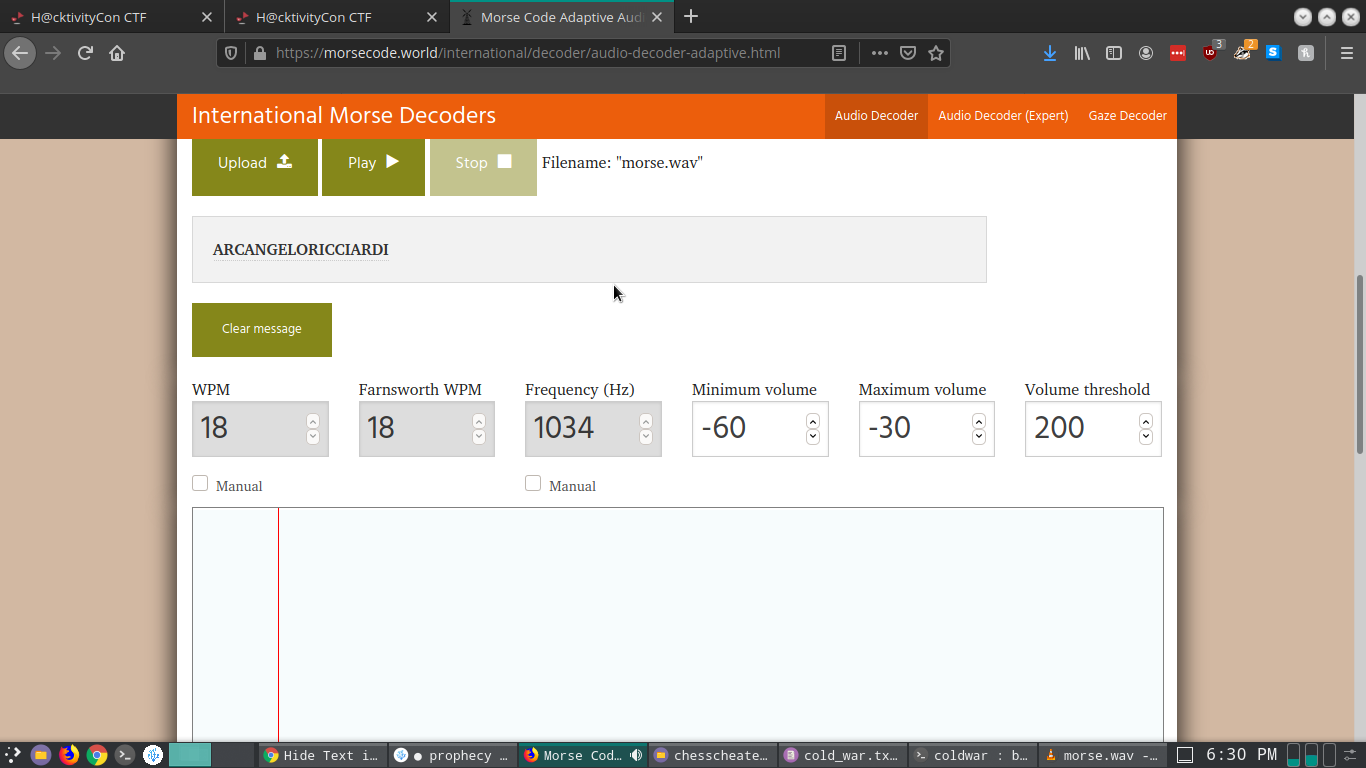 H@cktivityCon CTF
H@cktivityCon CTF
Morse Code Adaptive Aud
https://morsecode.world/international/decoder/audio-decoder-adaptive.html
3
2
International Morse Decoders
Audio Decoder
Audio Decoder (Expert)
Gaze Decoder
Upload
Play
Stop
Filename: "morse.wav"
ARCANGELORICCIARDI
Clear message
WPM
Farnsworth WPM
Frequency (Hz)
Minimum volume
Maximum volume
Volume threshold
18
18
1034
-60
-30
200
Manual
Manual
Hide Text i...
● prophecy ...
Morse Cod...
chesscheate...
cold_war.tx...
coldwar : b...
morse.wav -...
6:30 PM